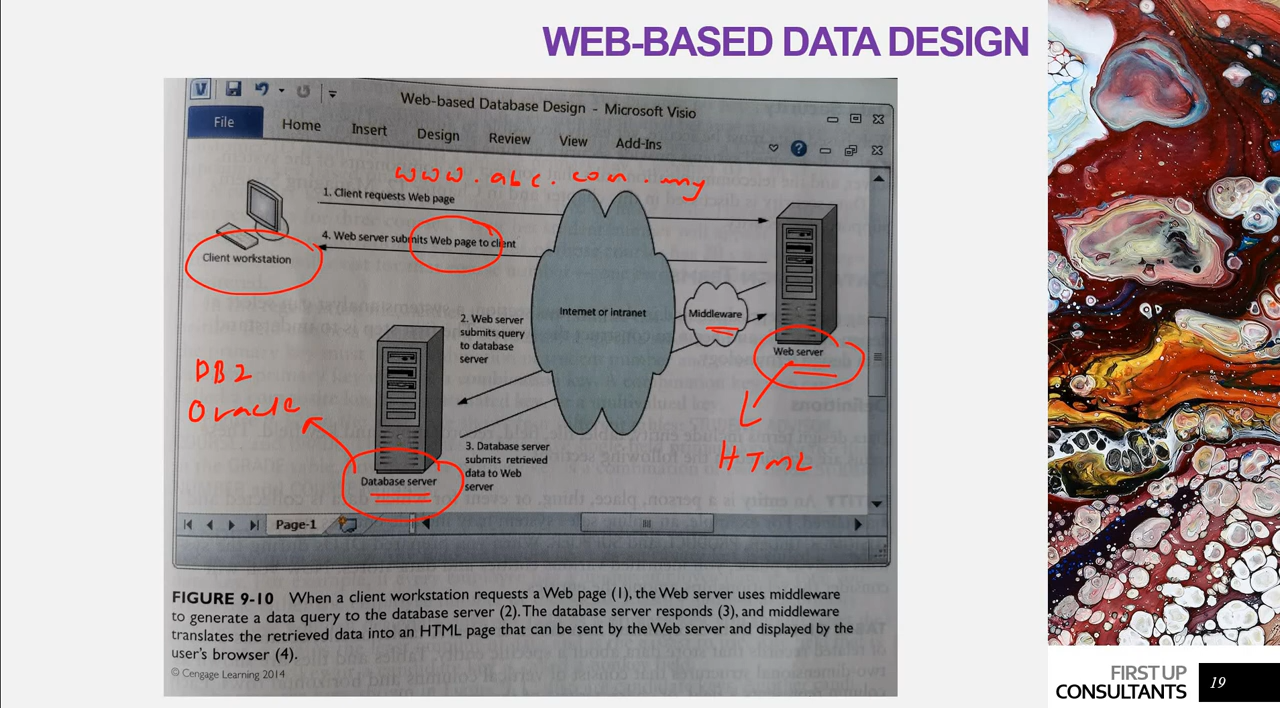 WEB-BASED DATA DESIGN
Web-based Database Design - Microsoft Visio
File
Home
Insert
Design
Review
View
Add-Ins
www.abc.com.my
1. Client requests Web page
4. Web server submits Web page to client
Client workstation
Internet or intranet
Middleware
2. Web server
submits query
to database
server
Web server
DB2
Oracle
HTML
3. Database server
submits retrieved
data to Web
server
Database server
Page-1
FIGURE 9-10 When a client workstation requests a Web page (1), the Web server uses middleware
to generate a data query to the database server (2). The database server responds (3), and middleware
translates the retrieved data into an HTML page that can be sent by the Web server and displayed by the
user's browser (4).
© Cengage Learning 2014
FIRST UP
CONSULTANTS
19